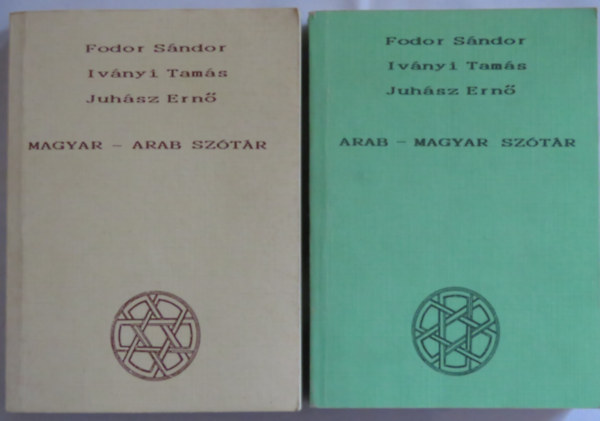 Fodor Sándor
Iványi Tamás
Juhász Ernő
MAGYAR - ARAB SZÓTÁR
Fodor Sándor
Iványi Tamás
Juhász Ernő
ARAB - MAGYAR SZÓTÁR